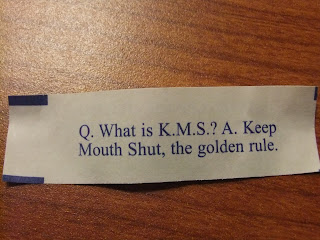 Q. What is K.M.S.? A. Keep
Mouth Shut, the golden rule.